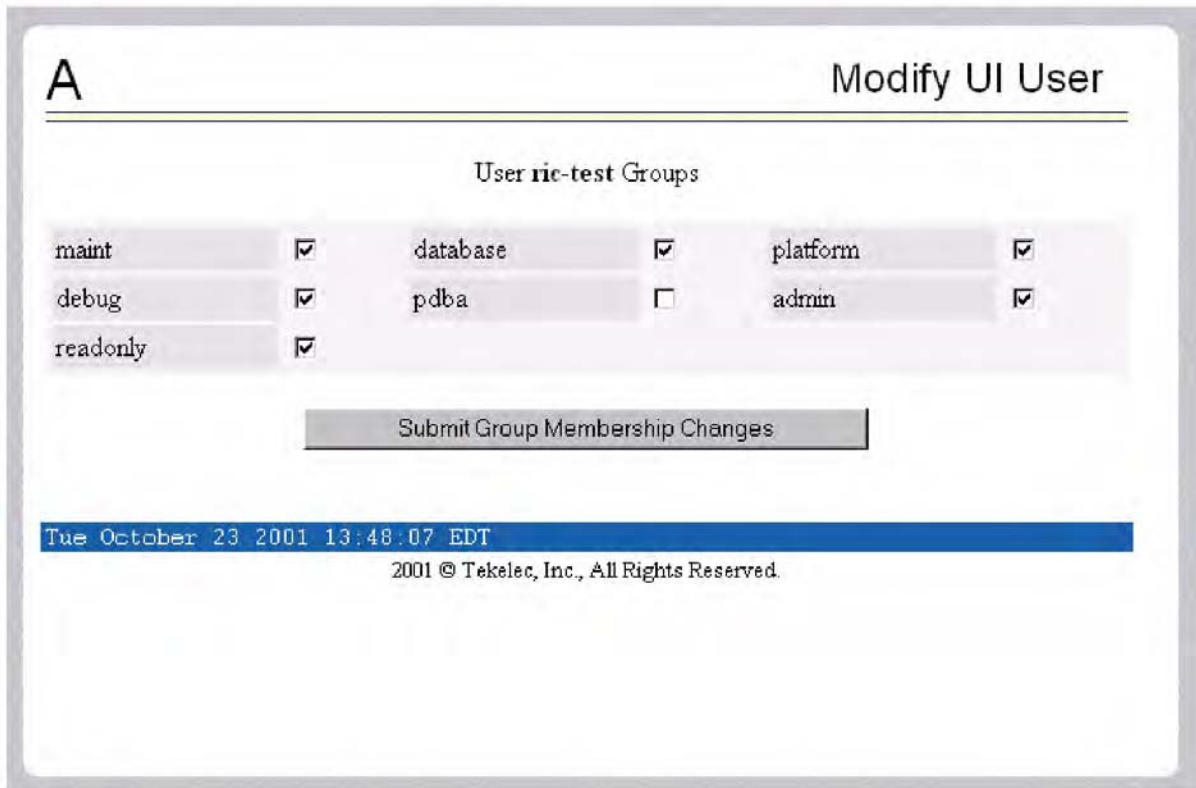 A
Modify UI User
User ric-test Groups
maint database platform
debug pdba admin
readonly
Submit Group Membership Changes
Tue October 23 2001 13:48:07 EDT
2001 © Tekelec, Inc., All Rights Reserved.